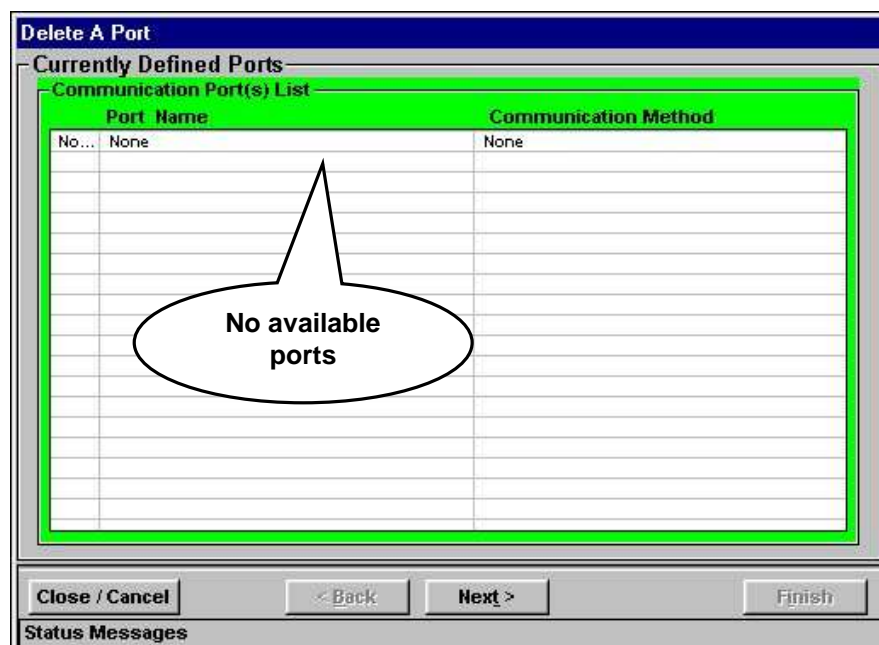 Delete A Port
Currently Defined Ports
Communication Port(s) List
Port Name Communication Method
No... None None
No available
ports
Close / Cancel < Back Next > Finish
Status Messages